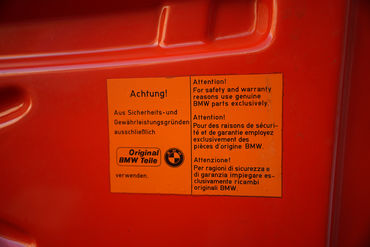 Achtung!
Aus Sicherheits- und
Gewährleistungsgründen
ausschließlich
Original
BMW Teile
verwenden.
Attention!
For safety and warranty
reasons use genuine
BMW parts exclusively.
Attention!
Pour des raisons de sécuri-
té et de garantie employez
exclusivement des
pièces d'origine BMW.
Attenzione!
Per ragioni di sicurezza e
di garanzia impiegare es-
clusivamente ricambi
originali BMW.